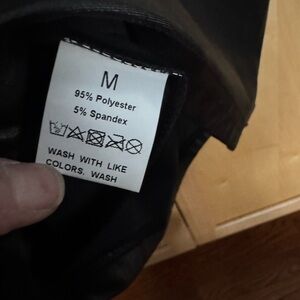 M
95% Polyester
5% Spandex
WASH WITH LIKE
COLORS. WASH